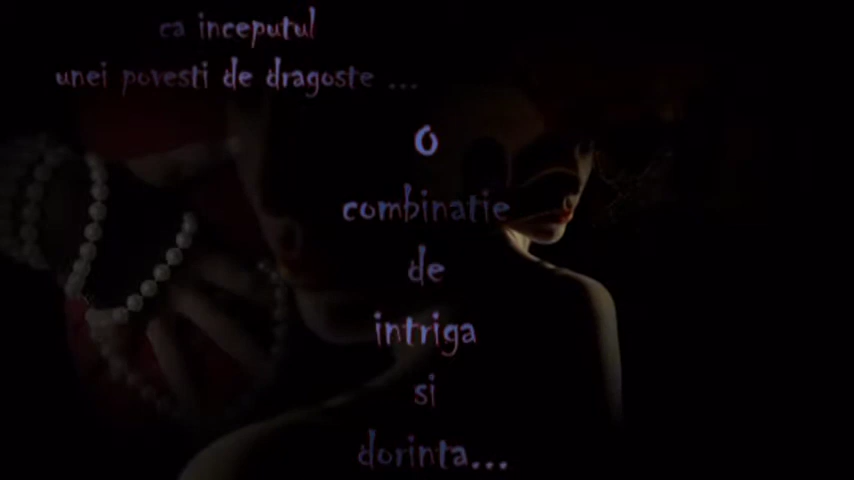 ca inceputul
unei povesti de dragoste ...
O
combinatie
de
intriga
si
dorinta...